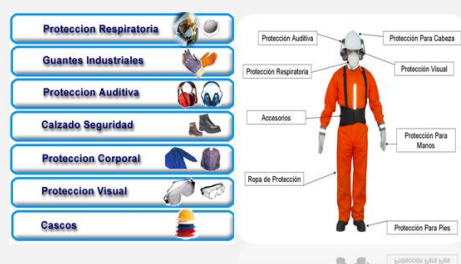 Proteccion Respiratoria
Guantes Industriales
Proteccion Auditiva
Calzado Seguridad
Proteccion Corporal
Proteccion Visual
Cascos
Protección Auditiva
Protección Para Cabeza
Protección Respiratoria
Protección Visual
Accesorios
Protección Para
Manos
Ropa de Protección
Protección Para Pies